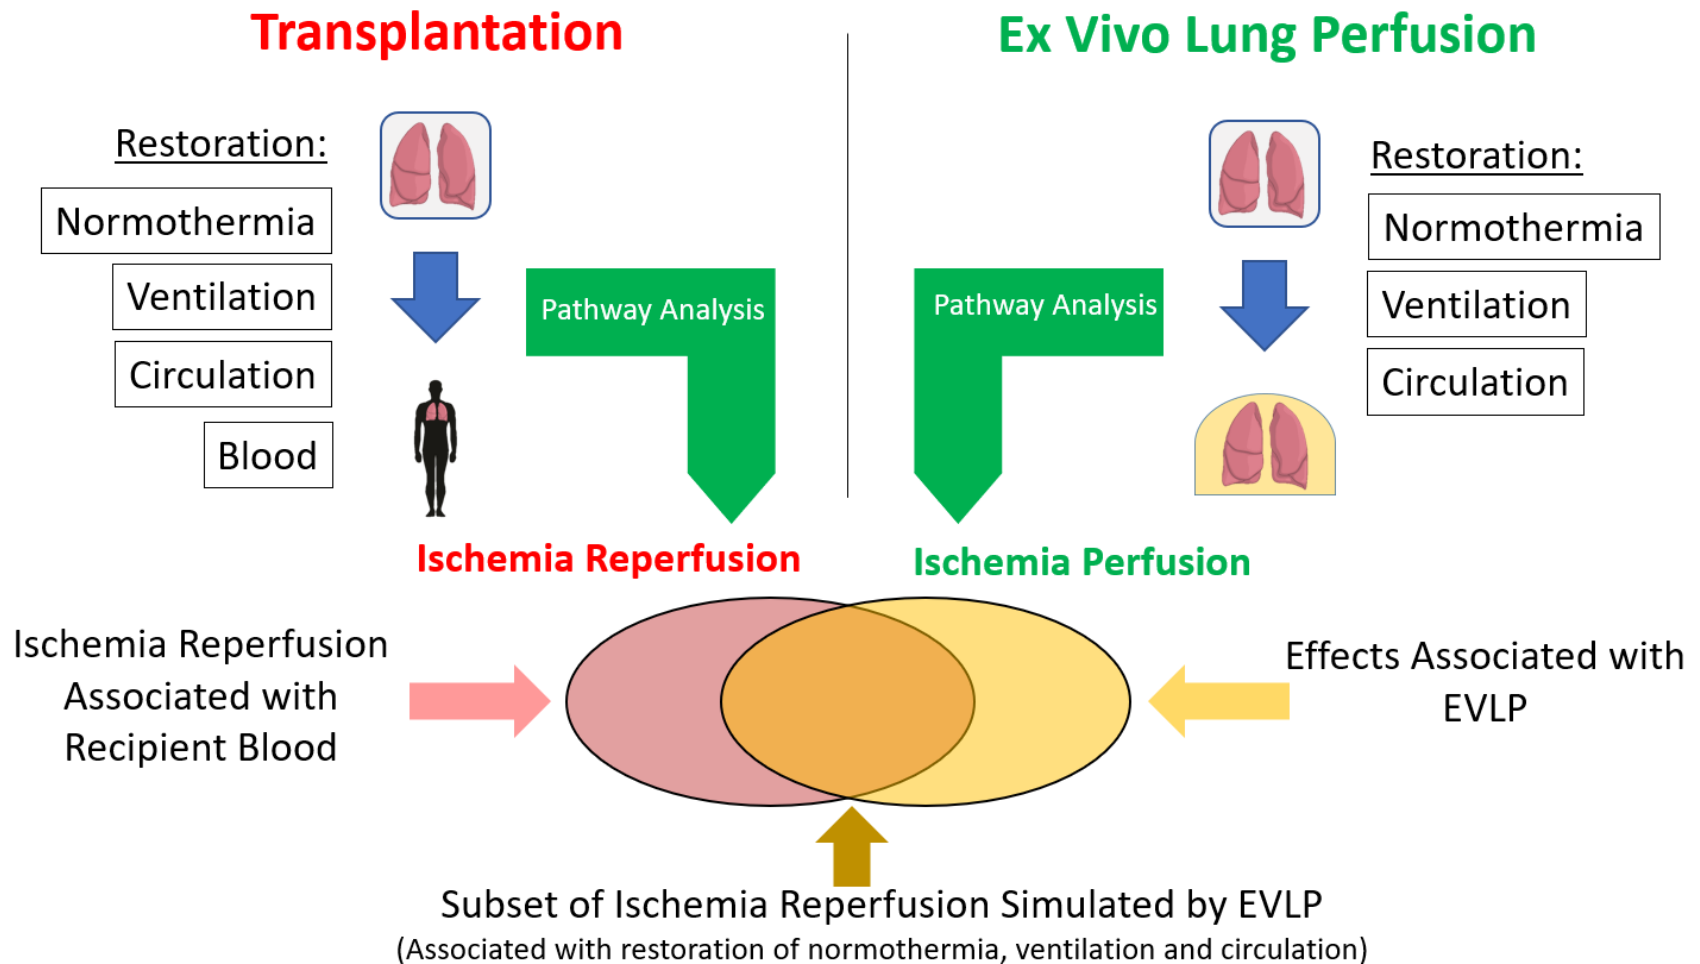 Transplantation
Restoration:
Normothermia
Ventilation
Circulation
Blood
Pathway Analysis
Ischemia Reperfusion
Ex Vivo Lung Perfusion
Restoration:
Normothermia
Ventilation
Circulation
Pathway Analysis
Ischemia Perfusion
Ischemia Reperfusion
Associated with
Recipient Blood
Effects Associated with
EVLP
Subset of Ischemia Reperfusion Simulated by EVLP
(Associated with restoration of normothermia, ventilation and circulation)